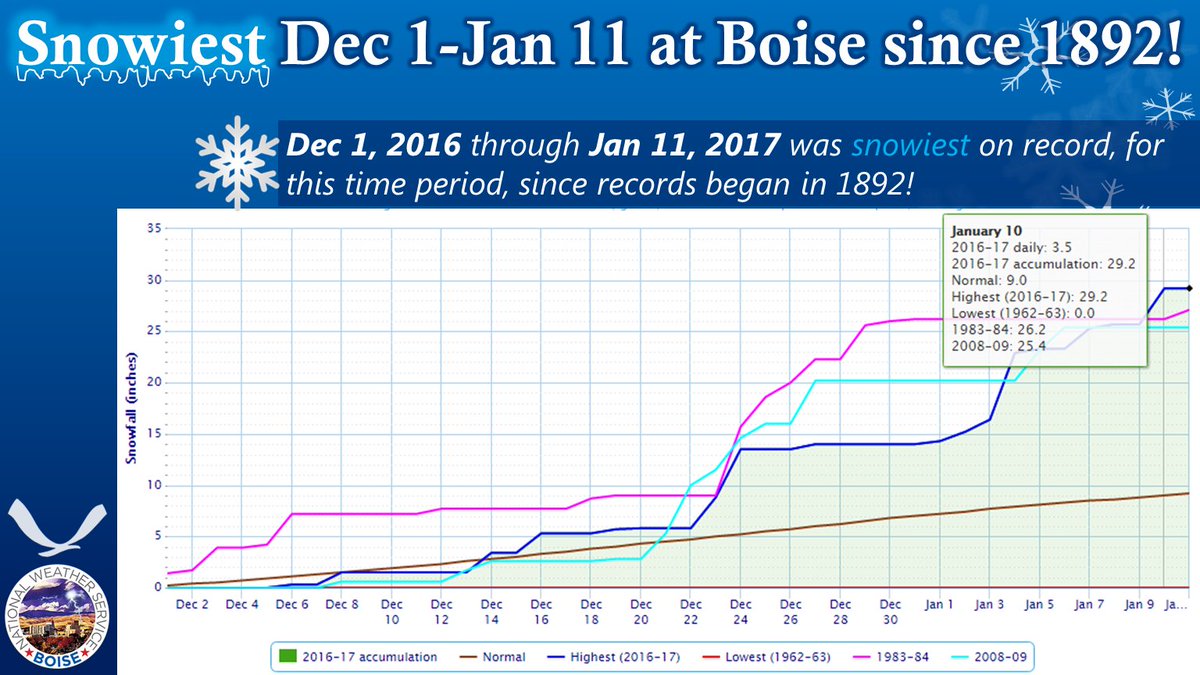 Snowiest Dec 1-Jan 11 at Boise since 1892!
Dec 1, 2016 through Jan 11, 2017 was snowiest on record, for
this time period, since records began in 1892!
January 10
2016-17 daily: 3.5
2016-17 accumulation: 29.2
Normal: 9.0
Highest (2016-17): 29.2
Lowest (1962-63): 0.0
1983-84: 26.2
2008-09: 25.4
Snowfall (inches)
35
30
25
20
15
10
5
0
Dec 2 Dec 4 Dec 6 Dec 8 Dec 10 Dec 12 Dec 14 Dec 16 Dec 18 Dec 20 Dec 22 Dec 24 Dec 26 Dec 28 Dec 30 Jan 1 Jan 3 Jan 5 Jan 7 Jan 9 Ja...
2016-17 accumulation Normal Highest (2016-17) Lowest (1962-63) 1983-84 2008-09
NATIONAL WEATHER SERVICE
BOISE